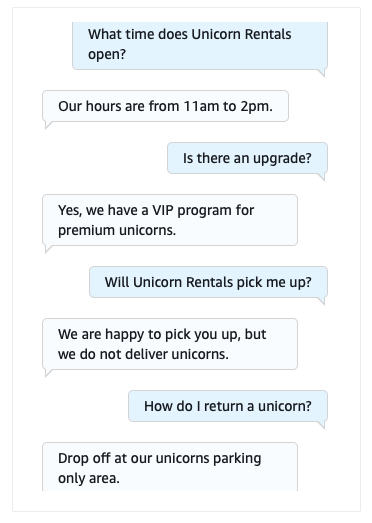 What time does Unicorn Rentals
open?
Our hours are from 11am to 2pm.
Is there an upgrade?
Yes, we have a VIP program for
premium unicorns.
Will Unicorn Rentals pick me up?
We are happy to pick you up, but
we do not deliver unicorns.
How do I return a unicorn?
Drop off at our unicorns parking
only area.